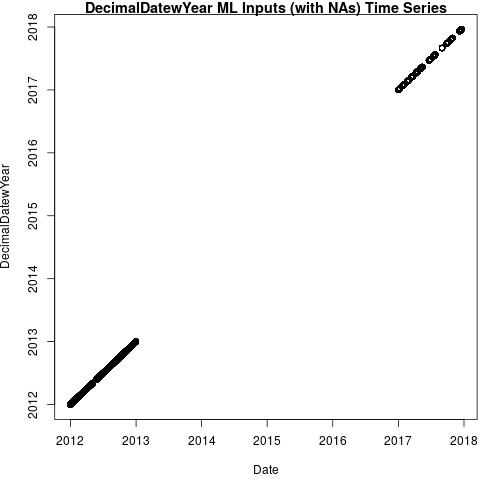 DecimalDatewYear ML Inputs (with NAs) Time Series
2018
2017
2016
2015
2014
2013
2012
DecimalDatewYear
2012 2013 2014 2015 2016 2017 2018
Date